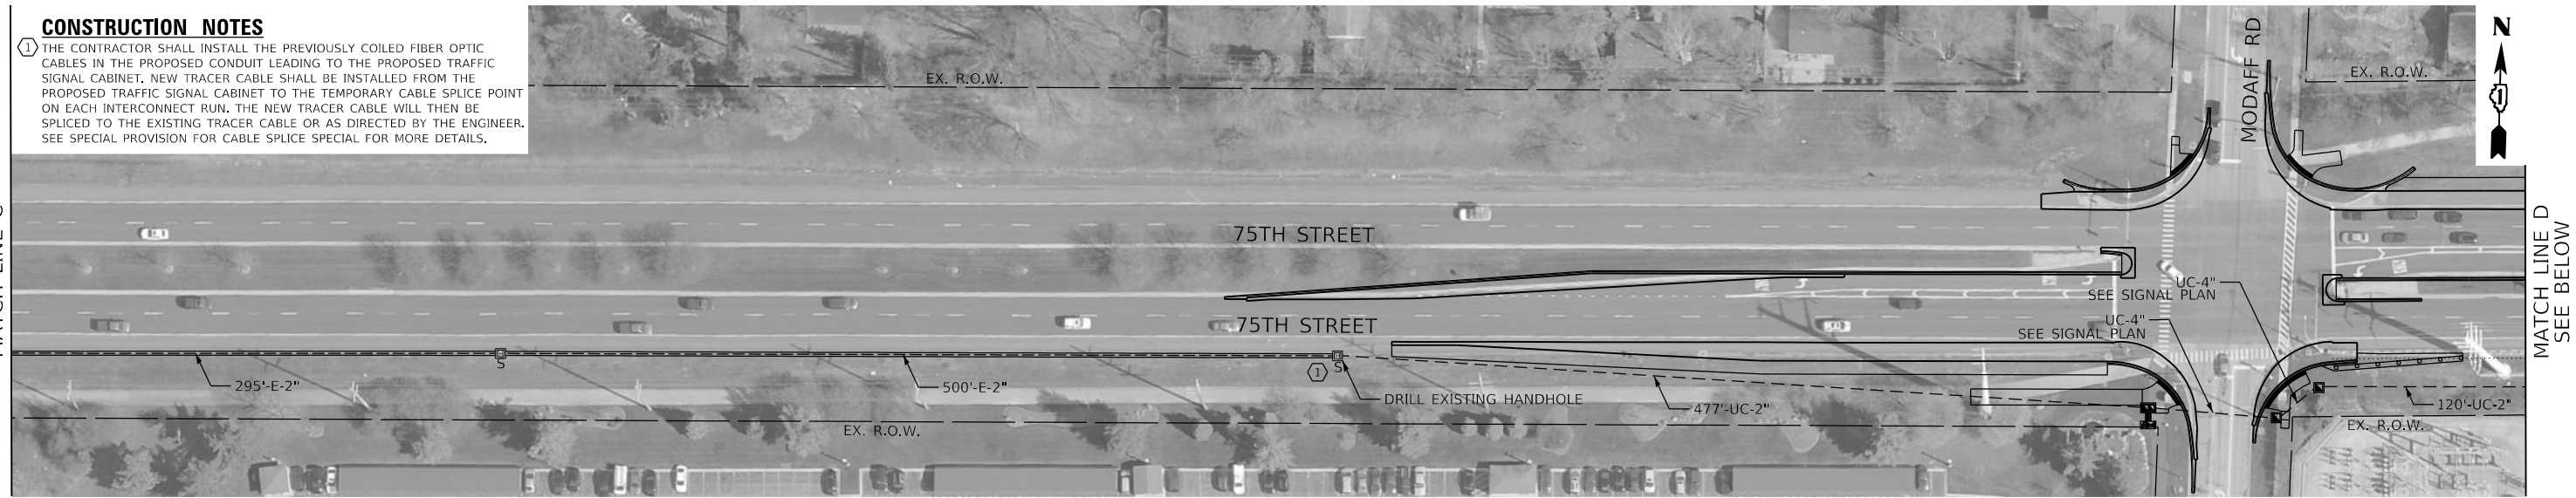 CONSTRUCTION NOTES
1 THE CONTRACTOR SHALL INSTALL THE PREVIOUSLY COILED FIBER OPTIC
CABLES IN THE PROPOSED CONDUIT LEADING TO THE PROPOSED TRAFFIC
SIGNAL CABINET. NEW TRACER CABLE SHALL BE INSTALLED FROM THE
PROPOSED TRAFFIC SIGNAL CABINET TO THE TEMPORARY CABLE SPLICE POINT
ON EACH INTERCONNECT RUN. THE NEW TRACER CABLE WILL THEN BE
SPLICED TO THE EXISTING TRACER CABLE OR AS DIRECTED BY THE ENGINEER.
SEE SPECIAL PROVISION FOR CABLE SPLICE SPECIAL FOR MORE DETAILS.
EX. R.O.W.
MODAFF RD
EX. R.O.W.
N
75TH STREET
75TH STREET
UC-4"
SEE SIGNAL PLAN
UC-4"
SEE SIGNAL PLAN
MATCH LINE D
SEE BELOW
S
S
1
295'-E-2"
500'-E-2"
DRILL EXISTING HANDHOLE
477'-UC-2"
120'-UC-2"
EX. R.O.W.
EX. R.O.W.